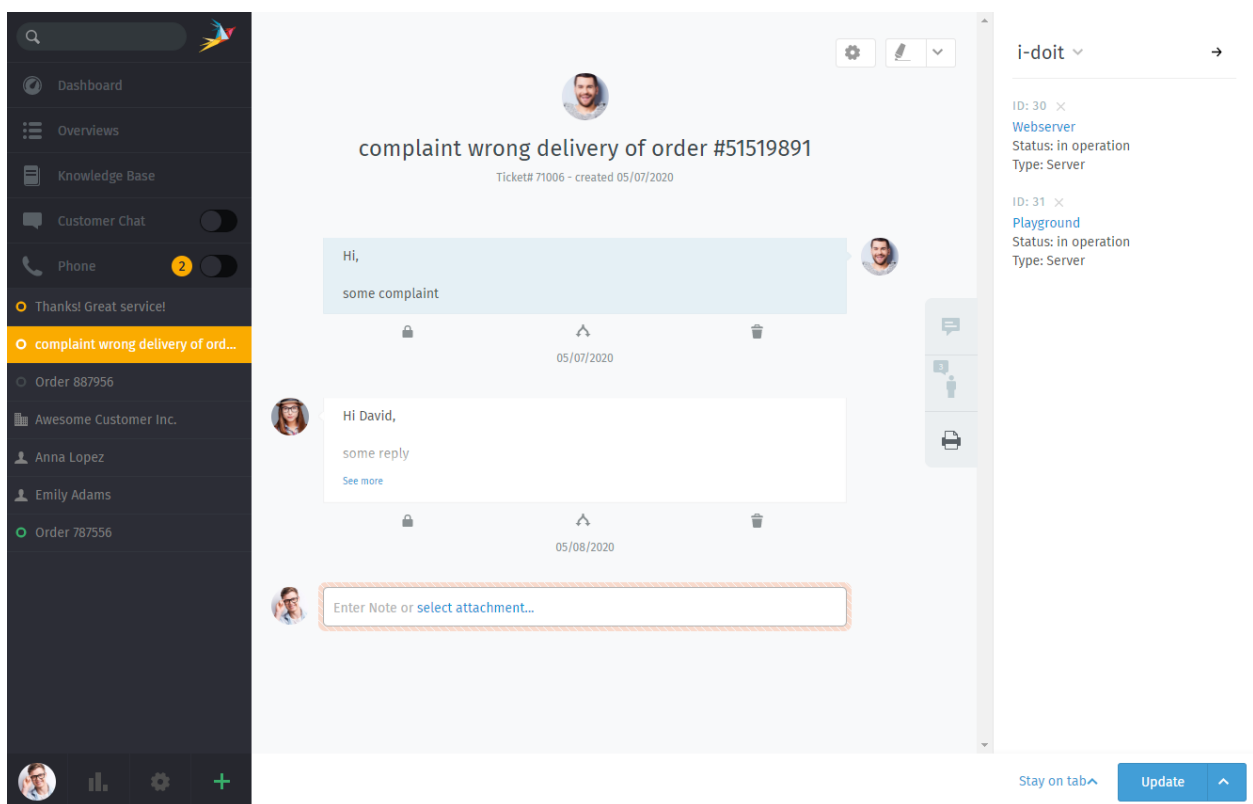 Dashboard
Overviews
Knowledge Base
Customer Chat
Phone 2
Thanks! Great service!
complaint wrong delivery of ord...
Order 887956
Awesome Customer Inc.
Anna Lopez
Emily Adams
Order 787556
complaint wrong delivery of order #51519891
Ticket# 71006 - created 05/07/2020
Hi,
some complaint
05/07/2020
Hi David,
some reply
See more
05/08/2020
Enter Note or select attachment...
i-doit
ID: 30
Webserver
Status: in operation
Type: Server
ID: 31
Playground
Status: in operation
Type: Server
Stay on tab
Update